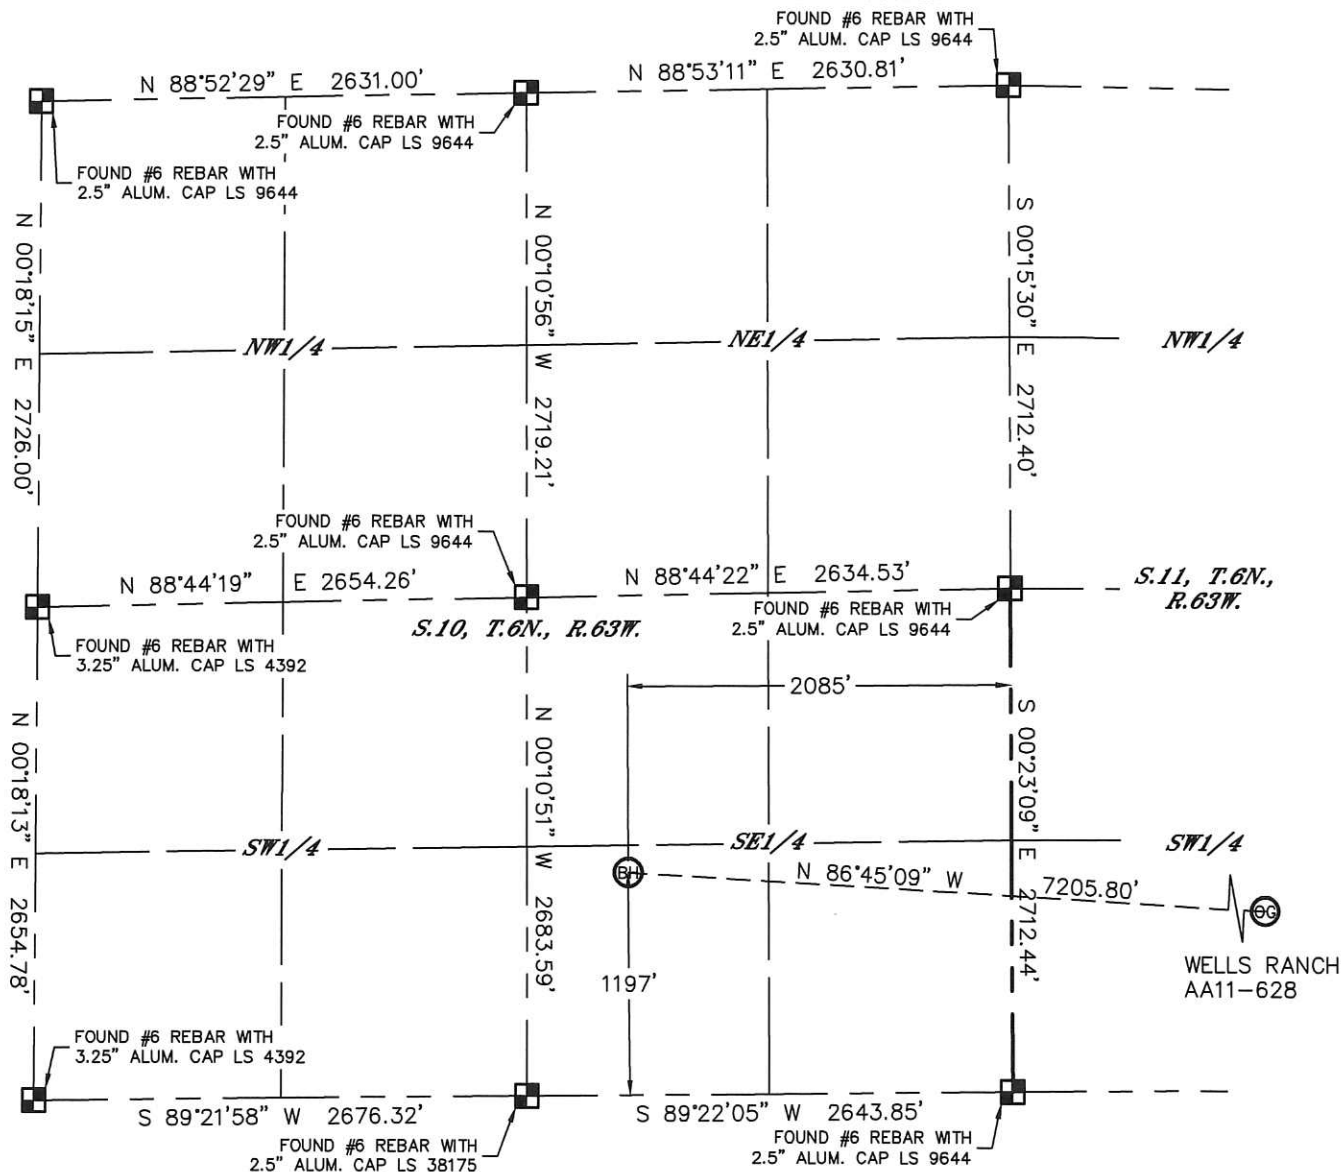 FOUND #6 REBAR WITH
2.5" ALUM. CAP LS 9644
N 88°52'29" E 2631.00'
N 88°53'11" E 2630.81'
FOUND #6 REBAR WITH
2.5" ALUM. CAP LS 9644
FOUND #6 REBAR WITH
2.5" ALUM. CAP LS 9644
N 00°18'15" E 2726.00'
N 00°10'56" W 2719.21'
S 00°15'30" E 2712.40'
NW1/4
NE1/4
NW1/4
FOUND #6 REBAR WITH
2.5" ALUM. CAP LS 9644
N 88°44'19" E 2654.26'
N 88°44'22" E 2634.53'
S.11, T.6N.,
R.63W.
FOUND #6 REBAR WITH
2.5" ALUM. CAP LS 9644
S.10, T.6N., R.63W.
FOUND #6 REBAR WITH
3.25" ALUM. CAP LS 4392
2085'
N 00°18'13" E 2654.78'
N 00°10'51" W 2683.59'
S 00°23'09" E 2712.44'
SW1/4
SE1/4
SW1/4
BH
N 86°45'09" W 7205.80'
OG
WELLS RANCH
AA11-628
1197'
FOUND #6 REBAR WITH
3.25" ALUM. CAP LS 4392
S 89°21'58" W 2676.32'
S 89°22'05" W 2643.85'
FOUND #6 REBAR WITH
2.5" ALUM. CAP LS 38175
FOUND #6 REBAR WITH
2.5" ALUM. CAP LS 9644